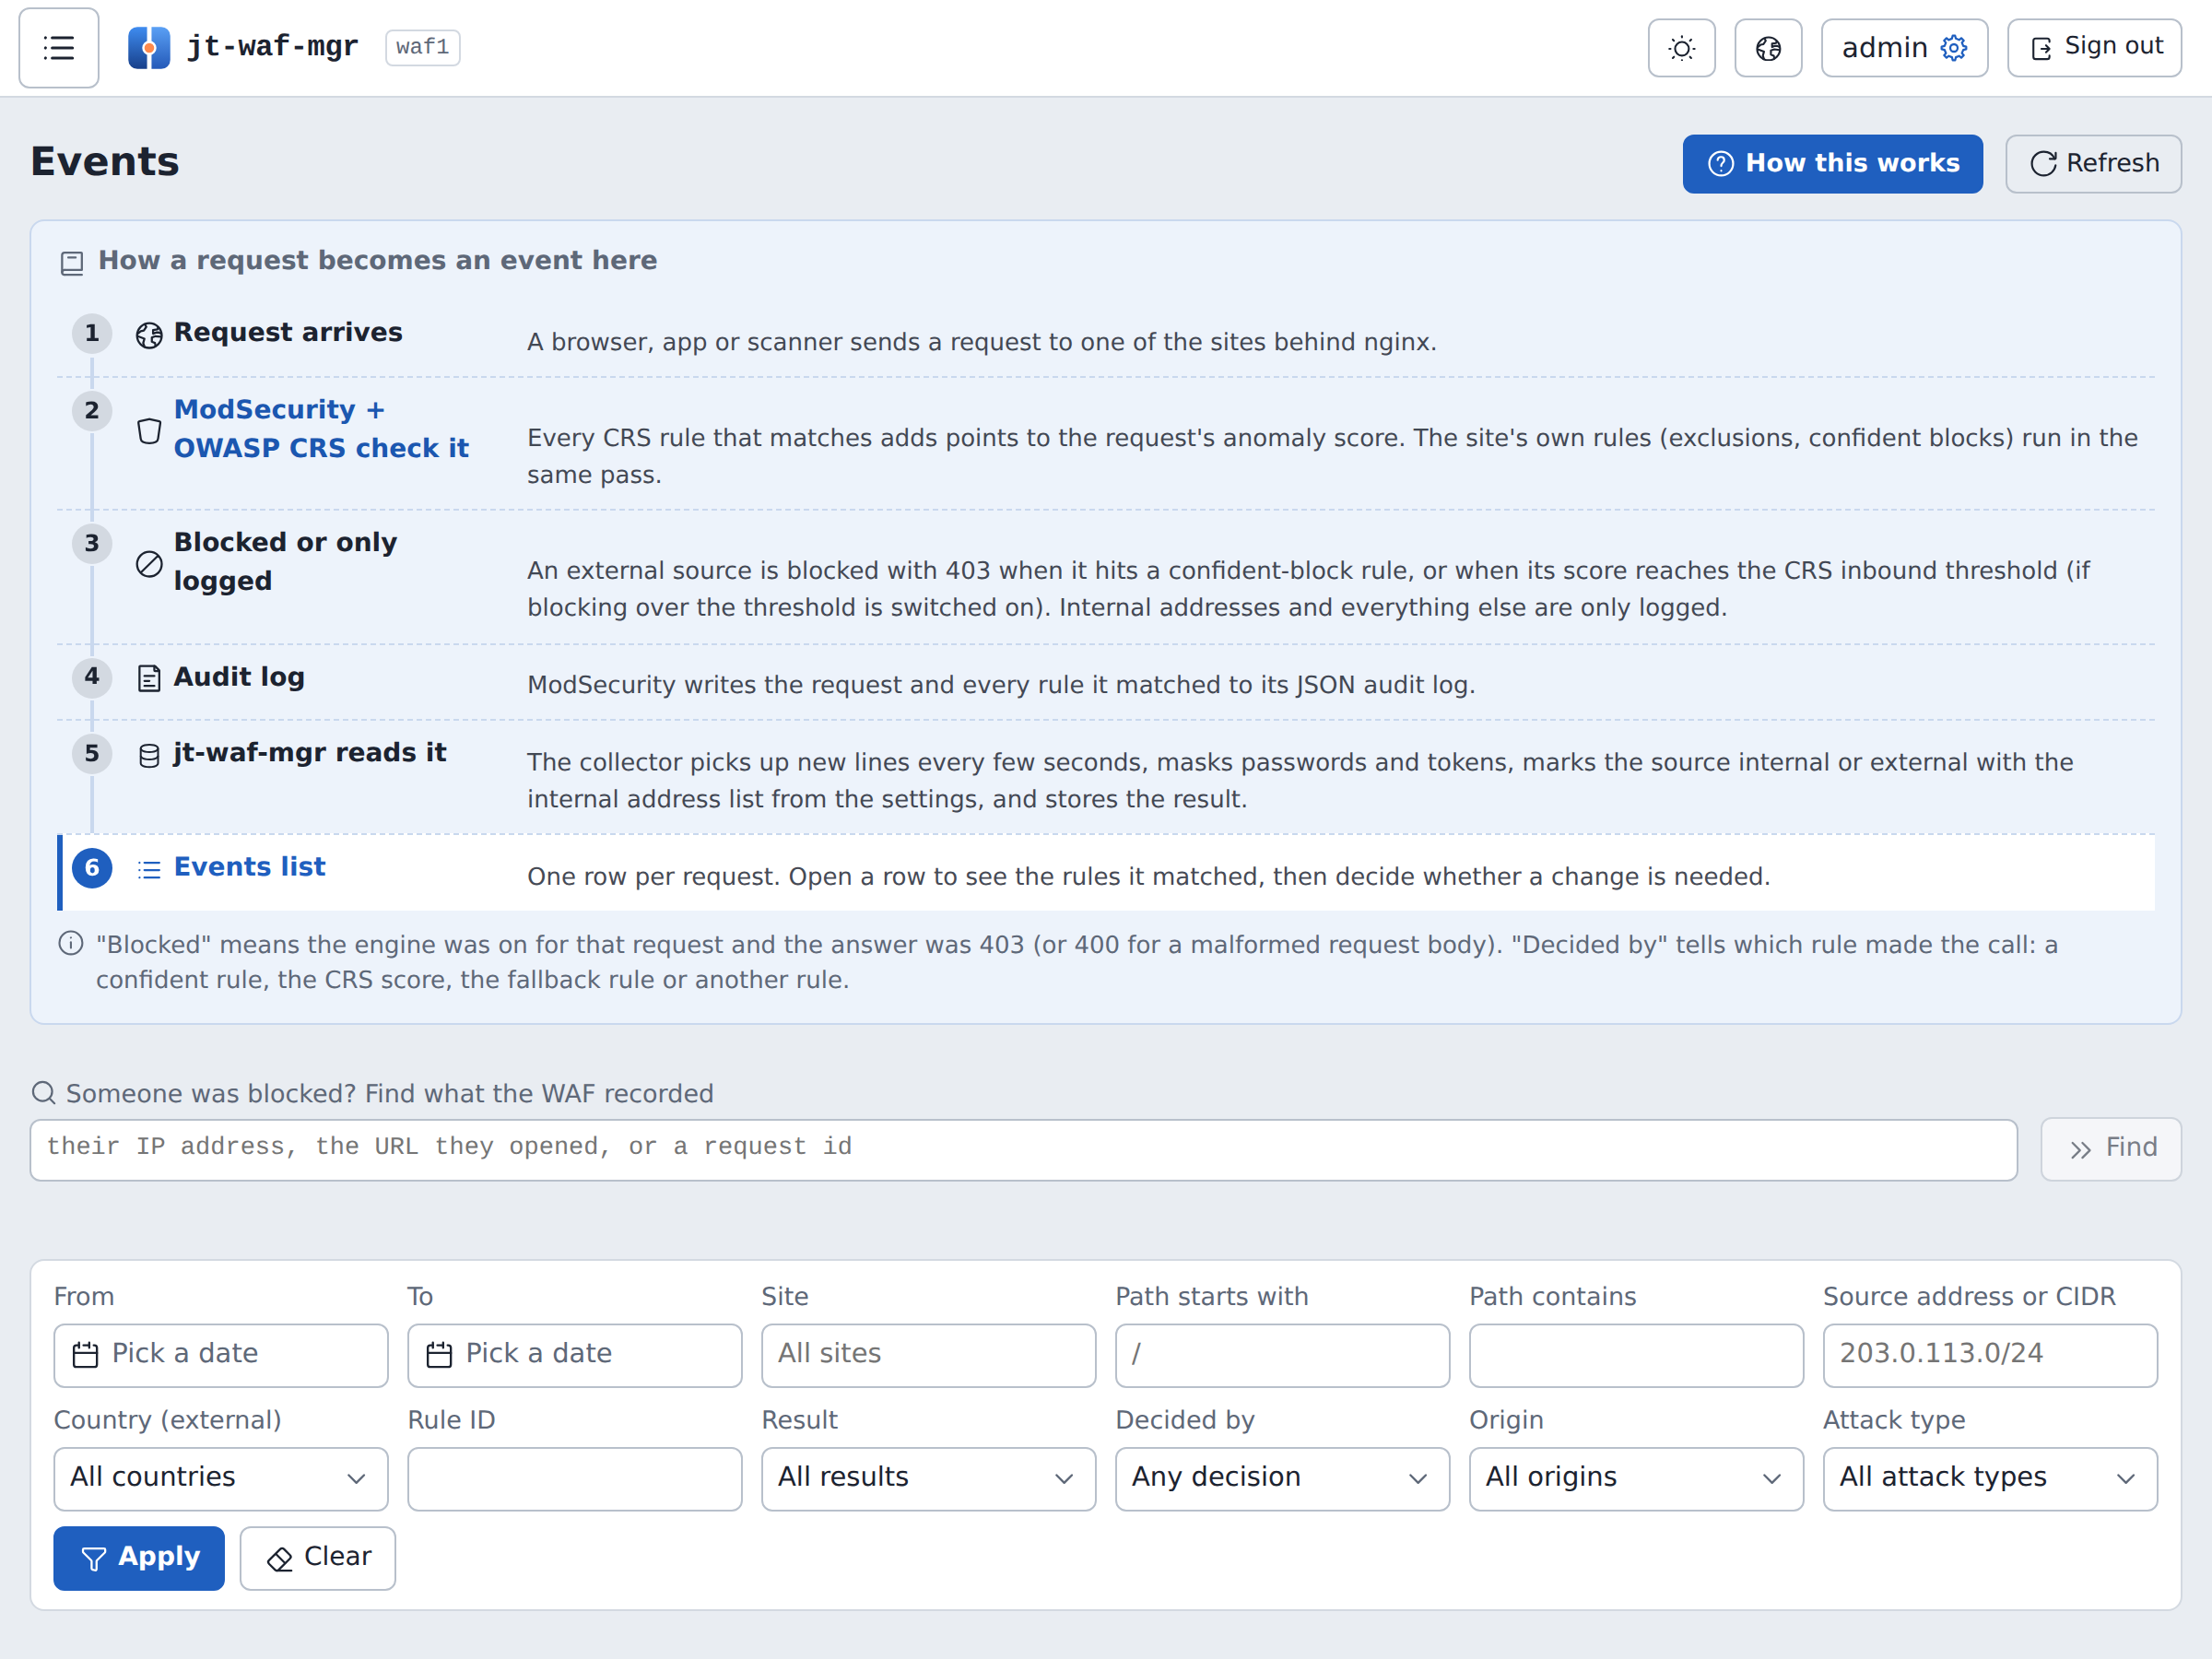 jt-waf-mgr
waf1
admin
Sign out
Events
How this works
Refresh
How a request becomes an event here
1
Request arrives
A browser, app or scanner sends a request to one of the sites behind nginx.
2
ModSecurity +
OWASP CRS check it
Every CRS rule that matches adds points to the request's anomaly score. The site's own rules (exclusions, confident blocks) run in the
same pass.
3
Blocked or only
logged
An external source is blocked with 403 when it hits a confident-block rule, or when its score reaches the CRS inbound threshold (if
blocking over the threshold is switched on). Internal addresses and everything else are only logged.
4
Audit log
ModSecurity writes the request and every rule it matched to its JSON audit log.
5
jt-waf-mgr reads it
The collector picks up new lines every few seconds, masks passwords and tokens, marks the source internal or external with the
internal address list from the settings, and stores the result.
6
Events list
One row per request. Open a row to see the rules it matched, then decide whether a change is needed.
"Blocked" means the engine was on for that request and the answer was 403 (or 400 for a malformed request body). "Decided by" tells which rule made the call: a
confident rule, the CRS score, the fallback rule or another rule.
Someone was blocked? Find what the WAF recorded
their IP address, the URL they opened, or a request id
Find
From
To
Site
Path starts with
Path contains
Source address or CIDR
Pick a date
Pick a date
All sites
/
203.0.113.0/24
Country (external)
Rule ID
Result
Decided by
Origin
Attack type
All countries
All results
Any decision
All origins
All attack types
Apply
Clear